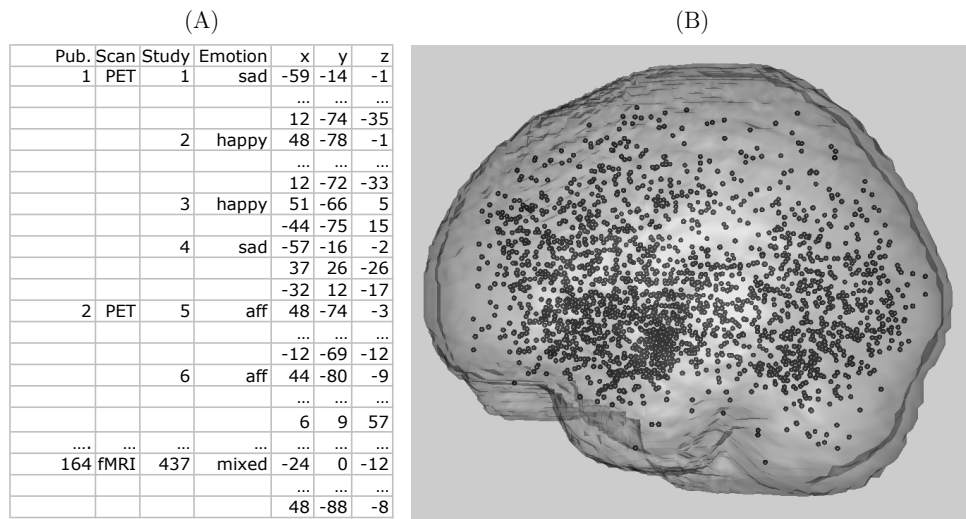 (A)
(B)
Pub. Scan Study Emotion x y z
1 PET 1 sad -59 -14 -1
... ... ...
12 -74 -35
2 happy 48 -78 -1
... ... ...
12 -72 -33
3 happy 51 -66 5
-44 -75 15
4 sad -57 -16 -2
37 26 -26
-32 12 -17
2 PET 5 aff 48 -74 -3
... ... ...
-12 -69 -12
6 aff 44 -80 -9
... ... ...
6 9 57
.... ... ... ... ... ... ...
164 fMRI 437 mixed -24 0 -12
... ... ...
48 -88 -8